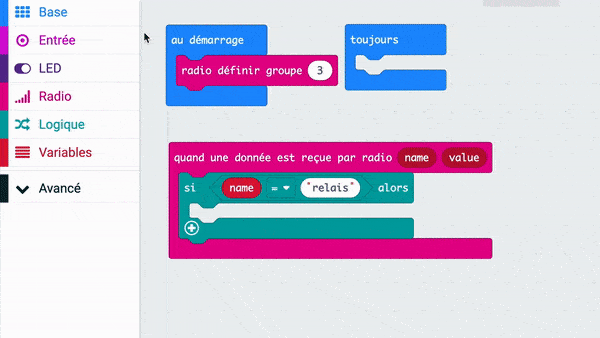 Base
Entrée
LED
Radio
Logique
Variables
Avancé
au démarrage
radio définir groupe 3
toujours
quand une donnée est reçue par radio name value
si name = "relais" alors